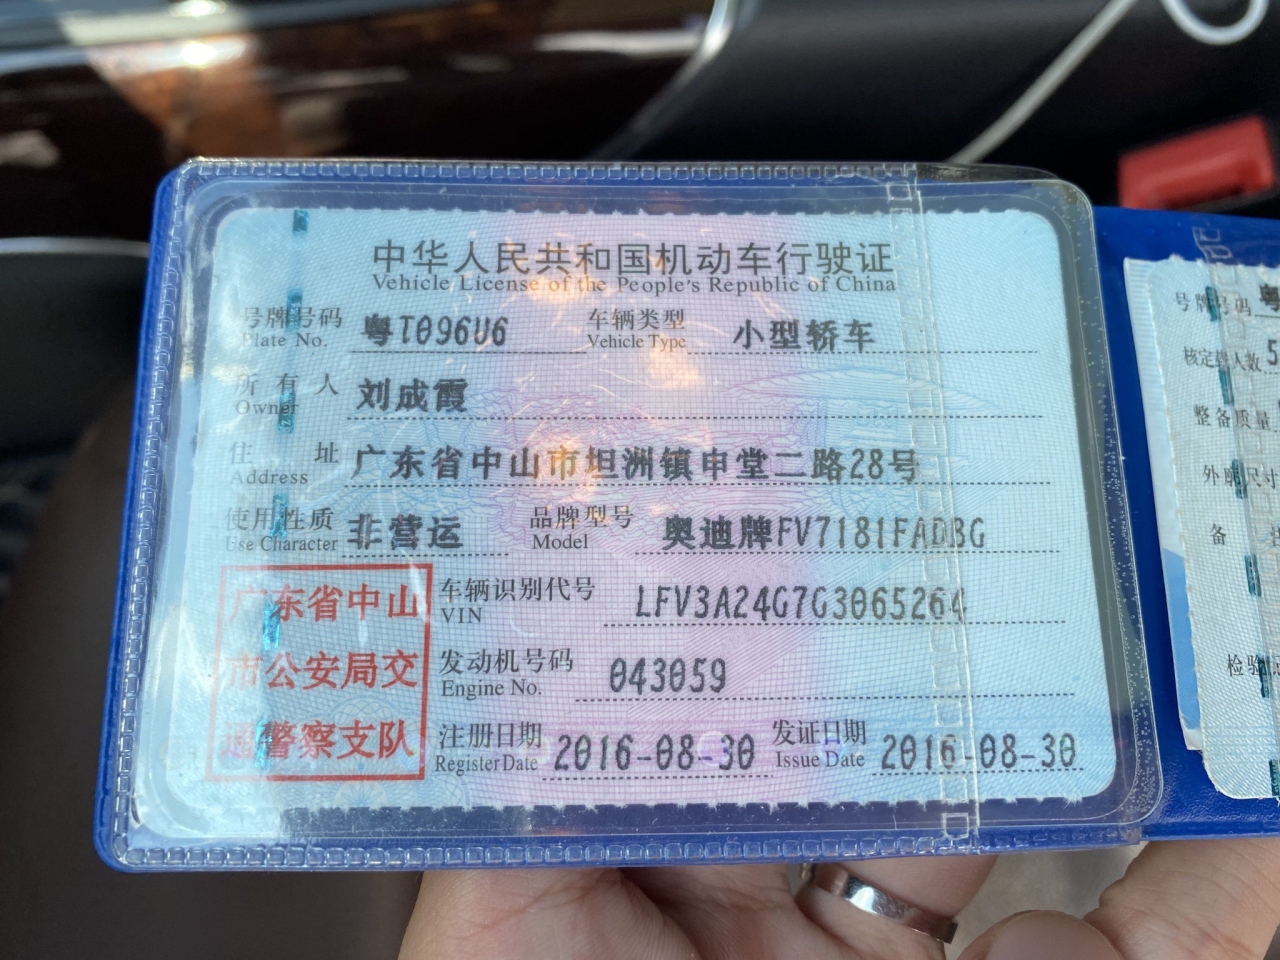 中华人民共和国机动车行驶证
Vehicle License of the People's Republic of China
号牌号码 粤T096U6 车辆类型 小型轿车
Plate No. Vehicle Type
所有人 刘成霞
Owner
住址 广东省中山市坦洲镇申堂二路28号
Address
使用性质 非营运 品牌型号 奥迪牌FV7181FADBG
Use Character Model
车辆识别代号 LFV3A24G7G3065264
VIN
发动机号码 043059
Engine No.
注册日期 2016-08-30 发证日期 2016-08-30
Register Date Issue Date
广东省中山
市公安局交
通警察支队
号牌号码 粤
核定载人数 5
整备质量
外廓尺寸
备
检验